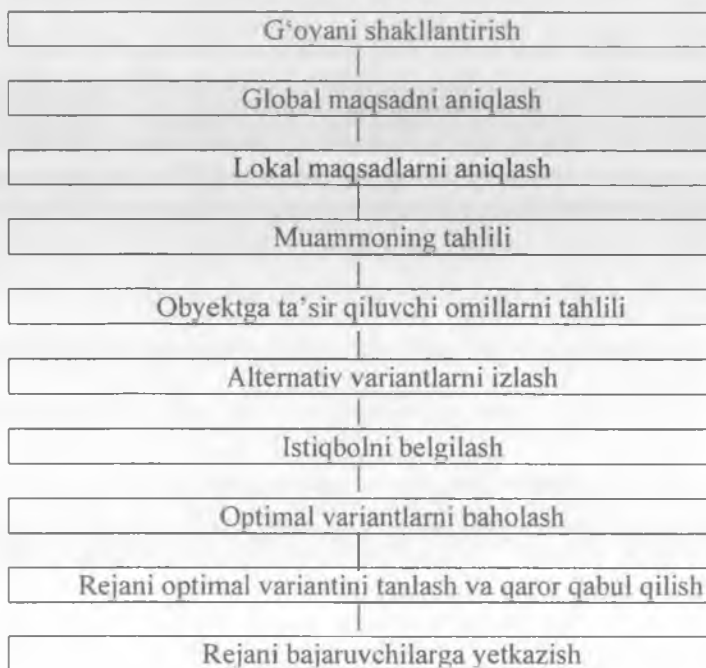 G‘oyani shakllantirish
Global maqsadni aniqlash
Lokal maqsadlarni aniqlash
Muammoning tahlili
Obyektga ta’sir qiluvchi omillarni tahlili
Alternativ variantlarni izlash
Istiqbolni belgilash
Optimal variantlarni baholash
Rejani optimal variantini tanlash va qaror qabul qilish
Rejani bajaruvchilarga yetkazish